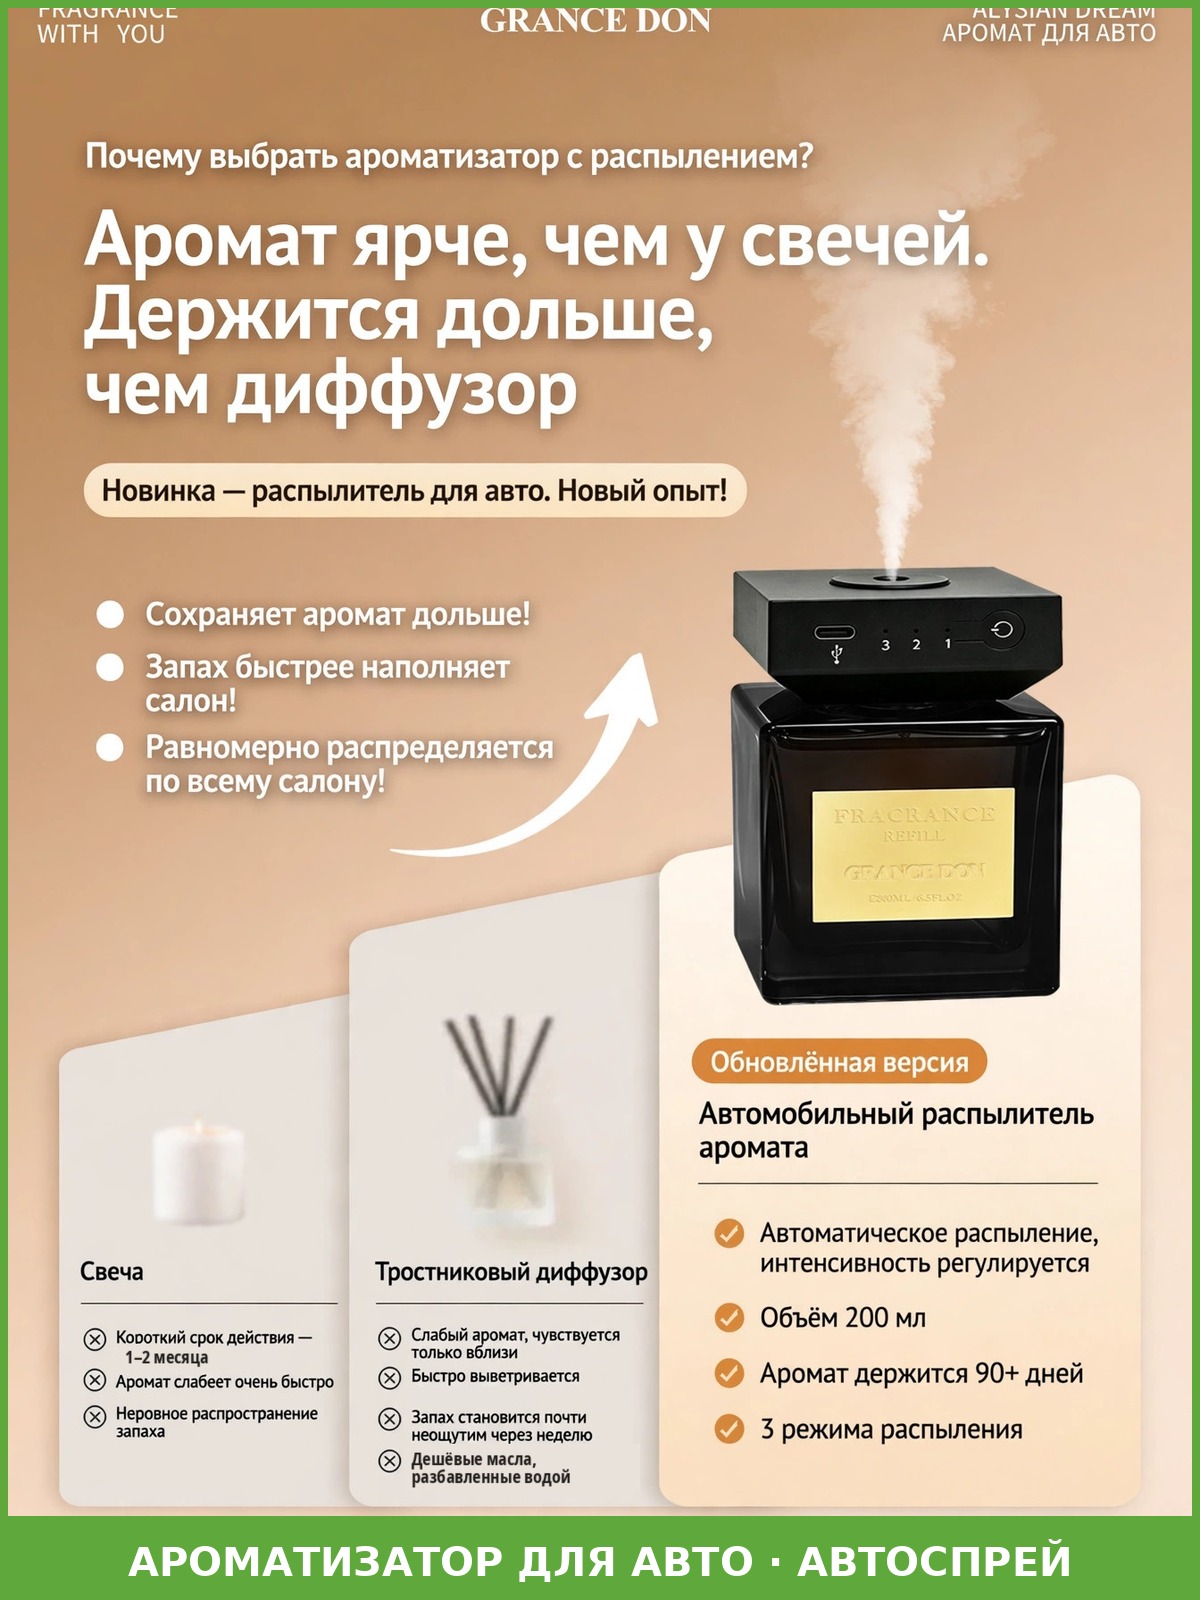 FRAGRANCE
WITH YOU
GRANCE DON
ALYSIAN DREAM
АРОМАТ ДЛЯ АВТО
Почему выбрать ароматизатор с распылением?
Аромат ярче, чем у свечей.
Держится дольше,
чем диффузор
Новинка — распылитель для авто. Новый опыт!
Сохраняет аромат дольше!
Запах быстрее наполняет
салон!
Равномерно распределяется
по всему салону!
3 2 1
FRAGRANCE
REFILL
GRANCE DON
Обновлённая версия
Автомобильный распылитель
аромата
Автоматическое распыление,
интенсивность регулируется
Объём 200 мл
Аромат держится 90+ дней
3 режима распыления
Свеча
Короткий срок действия —
1–2 месяца
Аромат слабеет очень быстро
Неровное распространение
запаха
Тростниковый диффузор
Слабый аромат, чувствуется
только вблизи
Быстро выветривается
Запах становится почти
неощутим через неделю
Дешёвые масла,
разбавленные водой
АРОМАТИЗАТОР ДЛЯ АВТО · АВТОСПРЕЙ